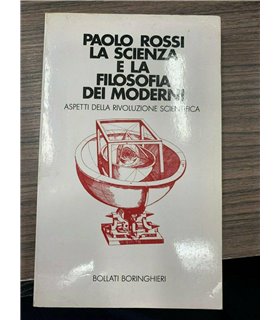 PAOLO ROSSI
LA SCIENZA
E LA
FILOSOFIA
DEI MODERNI
ASPETTI DELLA RIVOLUZIONE SCIENTIFICA
BOLLATI BORINGHIERI